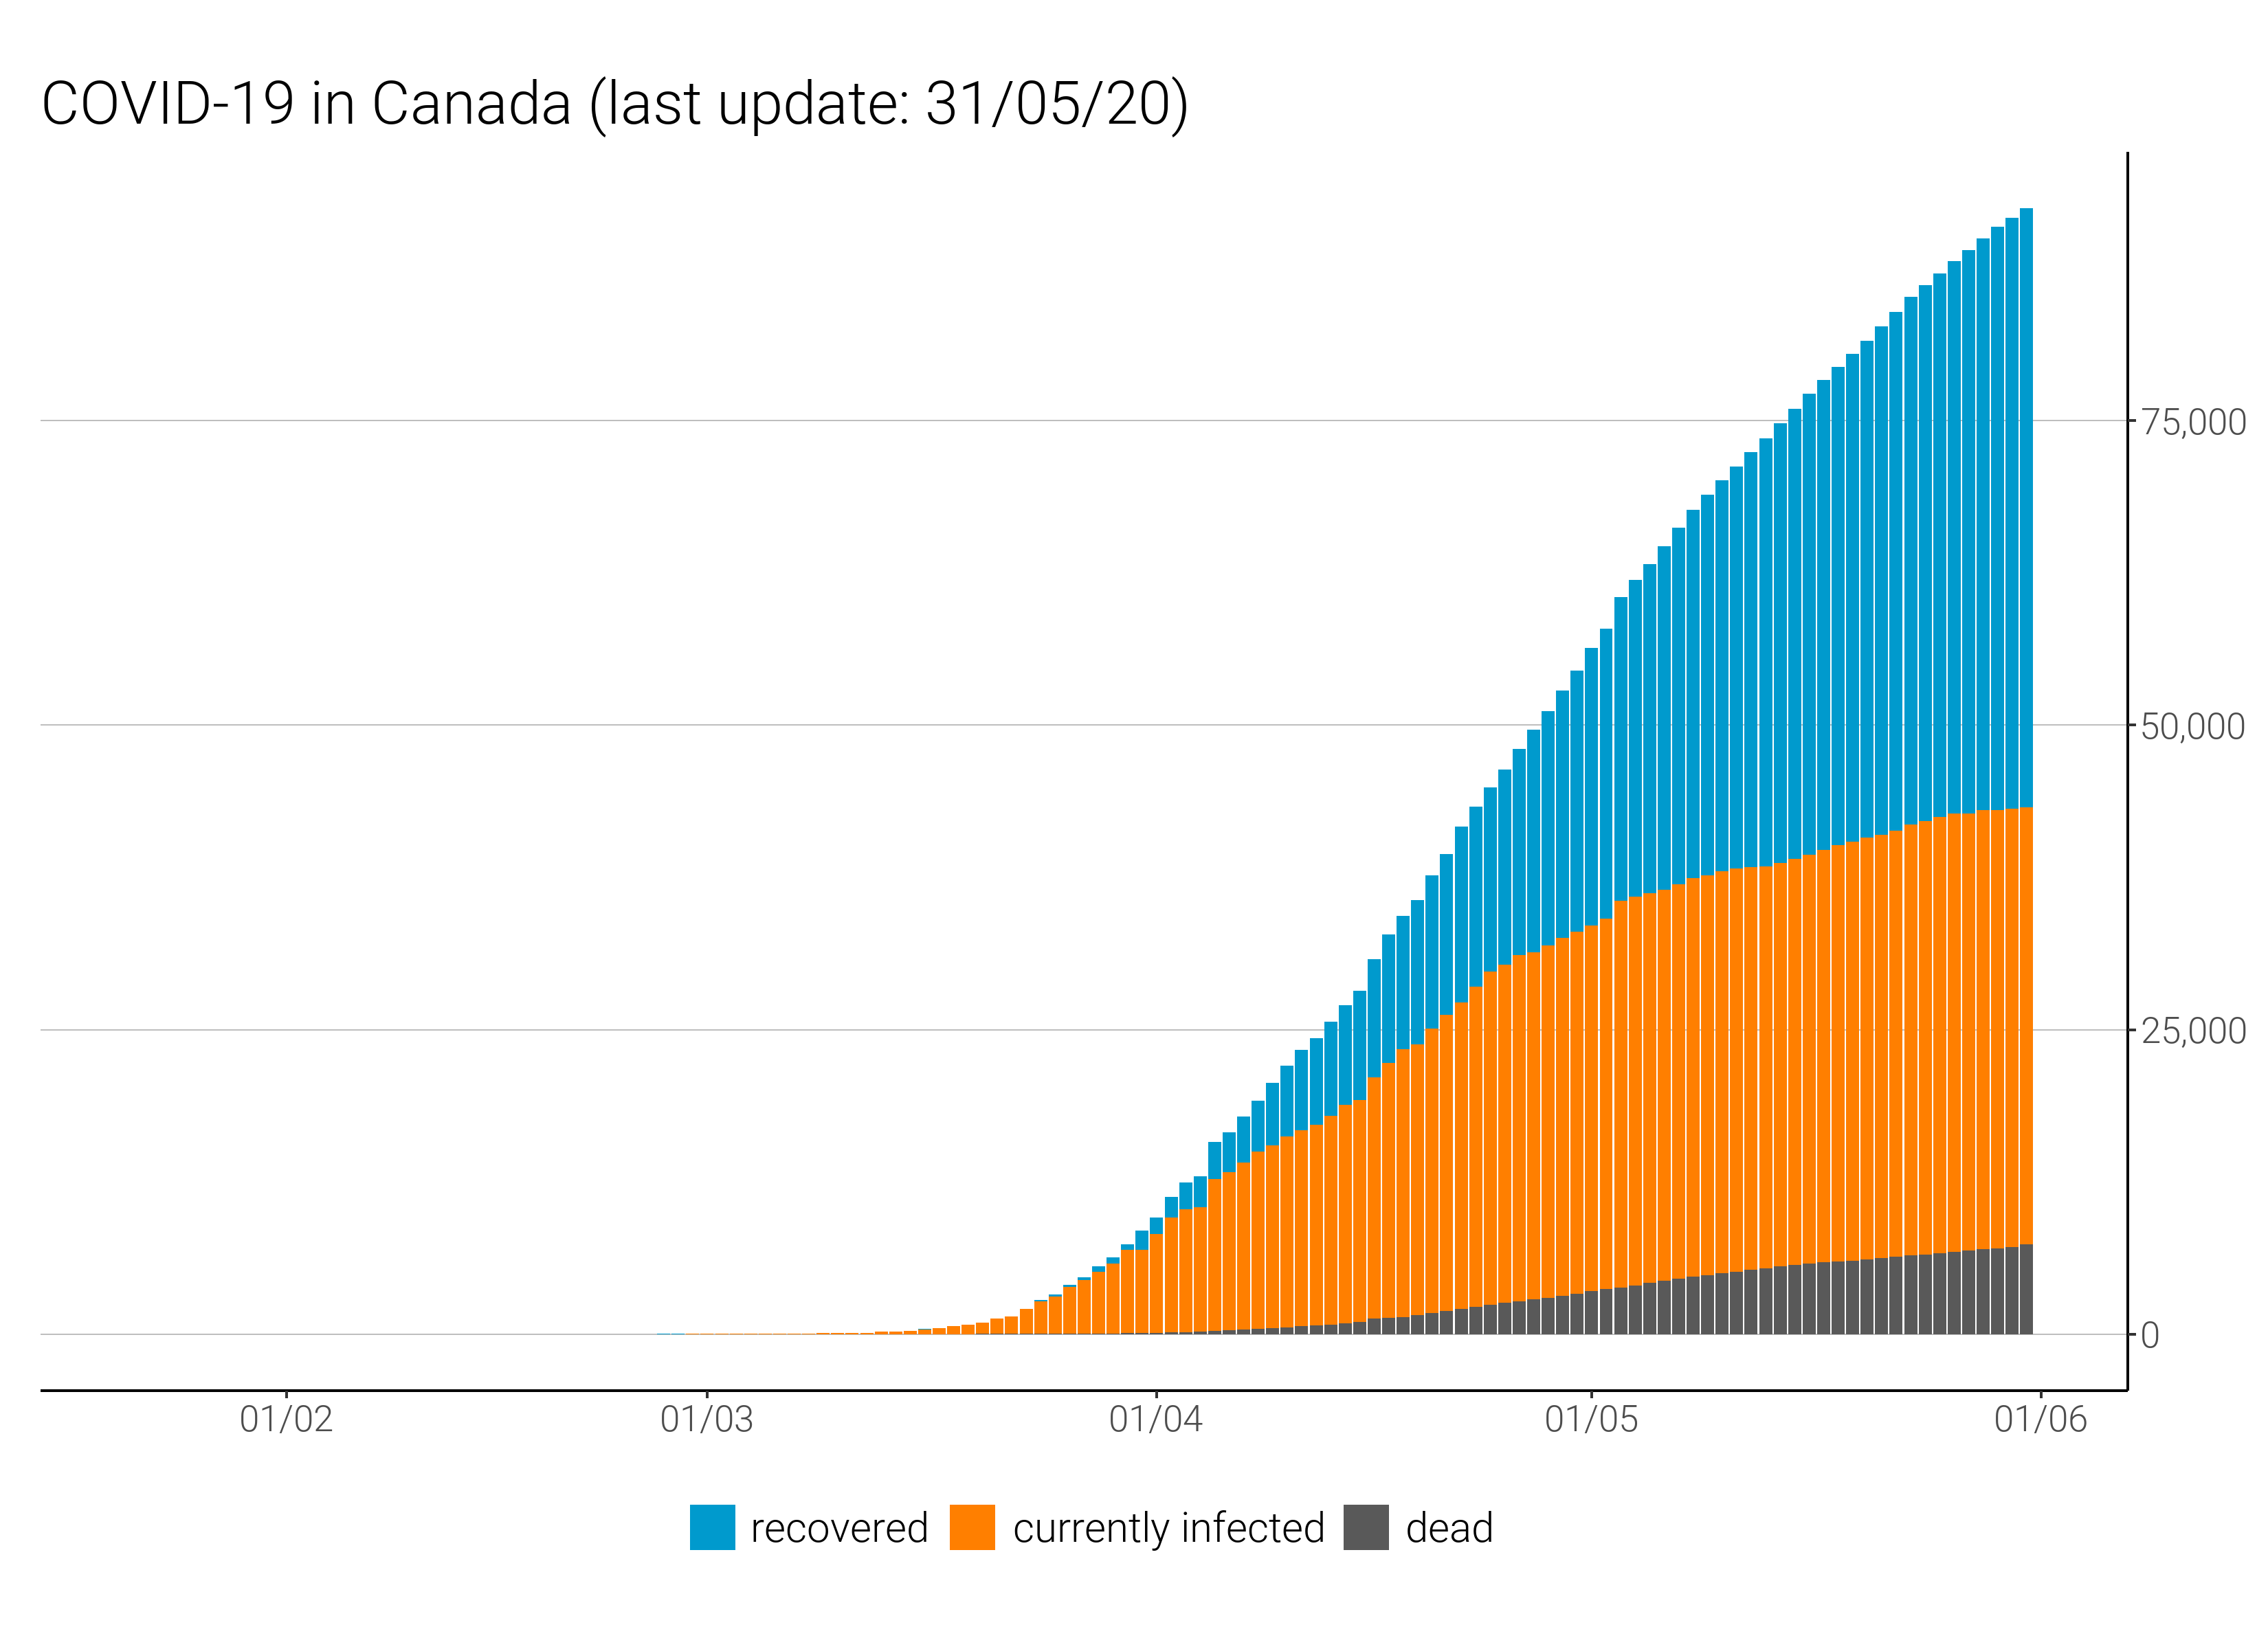 COVID-19 in Canada (last update: 31/05/20)
75,000
50,000
25,000
0
01/02 01/03 01/04 01/05 01/06
recovered currently infected dead